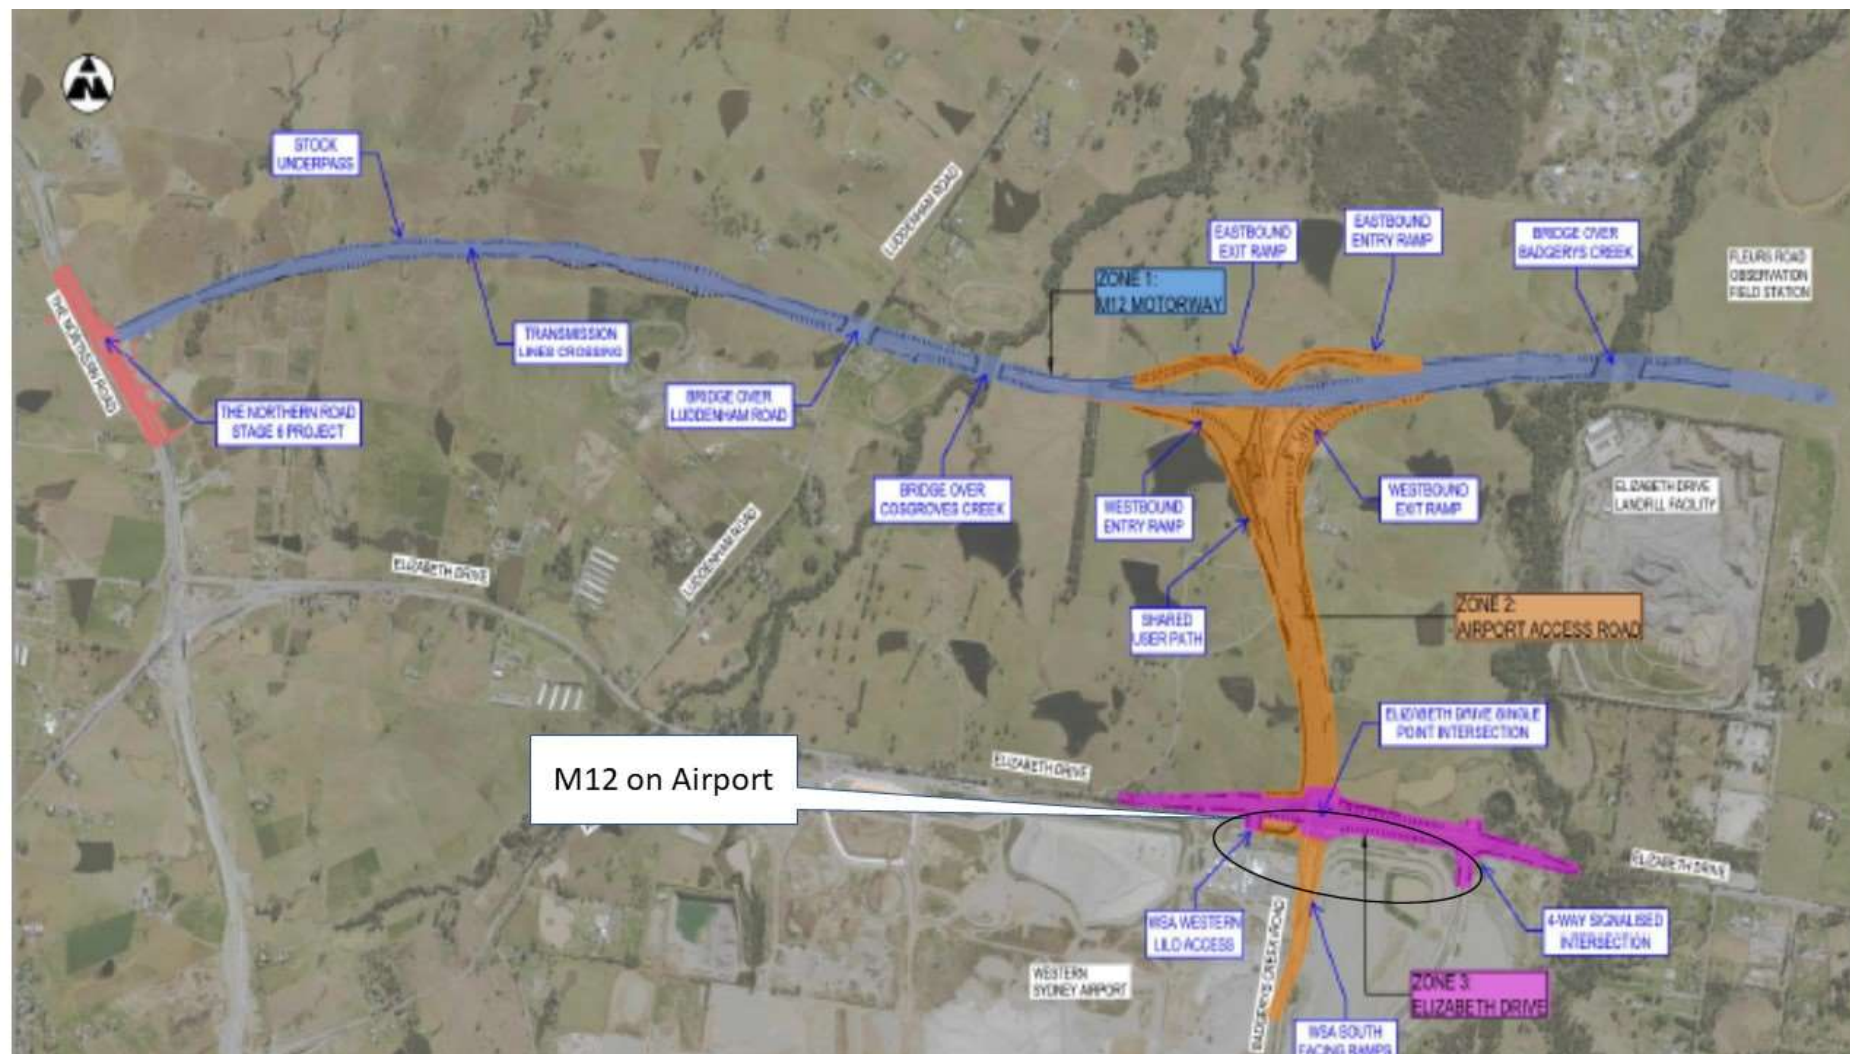 N
STOCK
UNDERPASS
LUDDENHAM ROAD
EASTBOUND
EXIT RAMP
EASTBOUND
ENTRY RAMP
BRIDGE OVER
BADGERYS CREEK
FLEURS ROAD
OBSERVATION
FIELD STATION
ZONE 1:
M12 MOTORWAY
THE NORTHERN ROAD
TRANSMISSION
LINES CROSSING
BRIDGE OVER
LUDDENHAM ROAD
THE NORTHERN ROAD
STAGE 6 PROJECT
BRIDGE OVER
COSGROVES CREEK
WESTBOUND
ENTRY RAMP
WESTBOUND
EXIT RAMP
ELIZABETH DRIVE
LANDFILL FACILITY
LUDDENHAM ROAD
ELIZABETH DRIVE
SHARED
USER PATH
ZONE 2:
AIRPORT ACCESS ROAD
ELIZABETH DRIVE SINGLE
POINT INTERSECTION
M12 on Airport
ELIZABETH DRIVE
ELIZABETH DRIVE
WSA WESTERN
LILO ACCESS
4-WAY SIGNALISED
INTERSECTION
BADGERYS CREEK ROAD
WESTERN
SYDNEY AIRPORT
ZONE 3:
ELIZABETH DRIVE
WSA SOUTH
FACING RAMPS